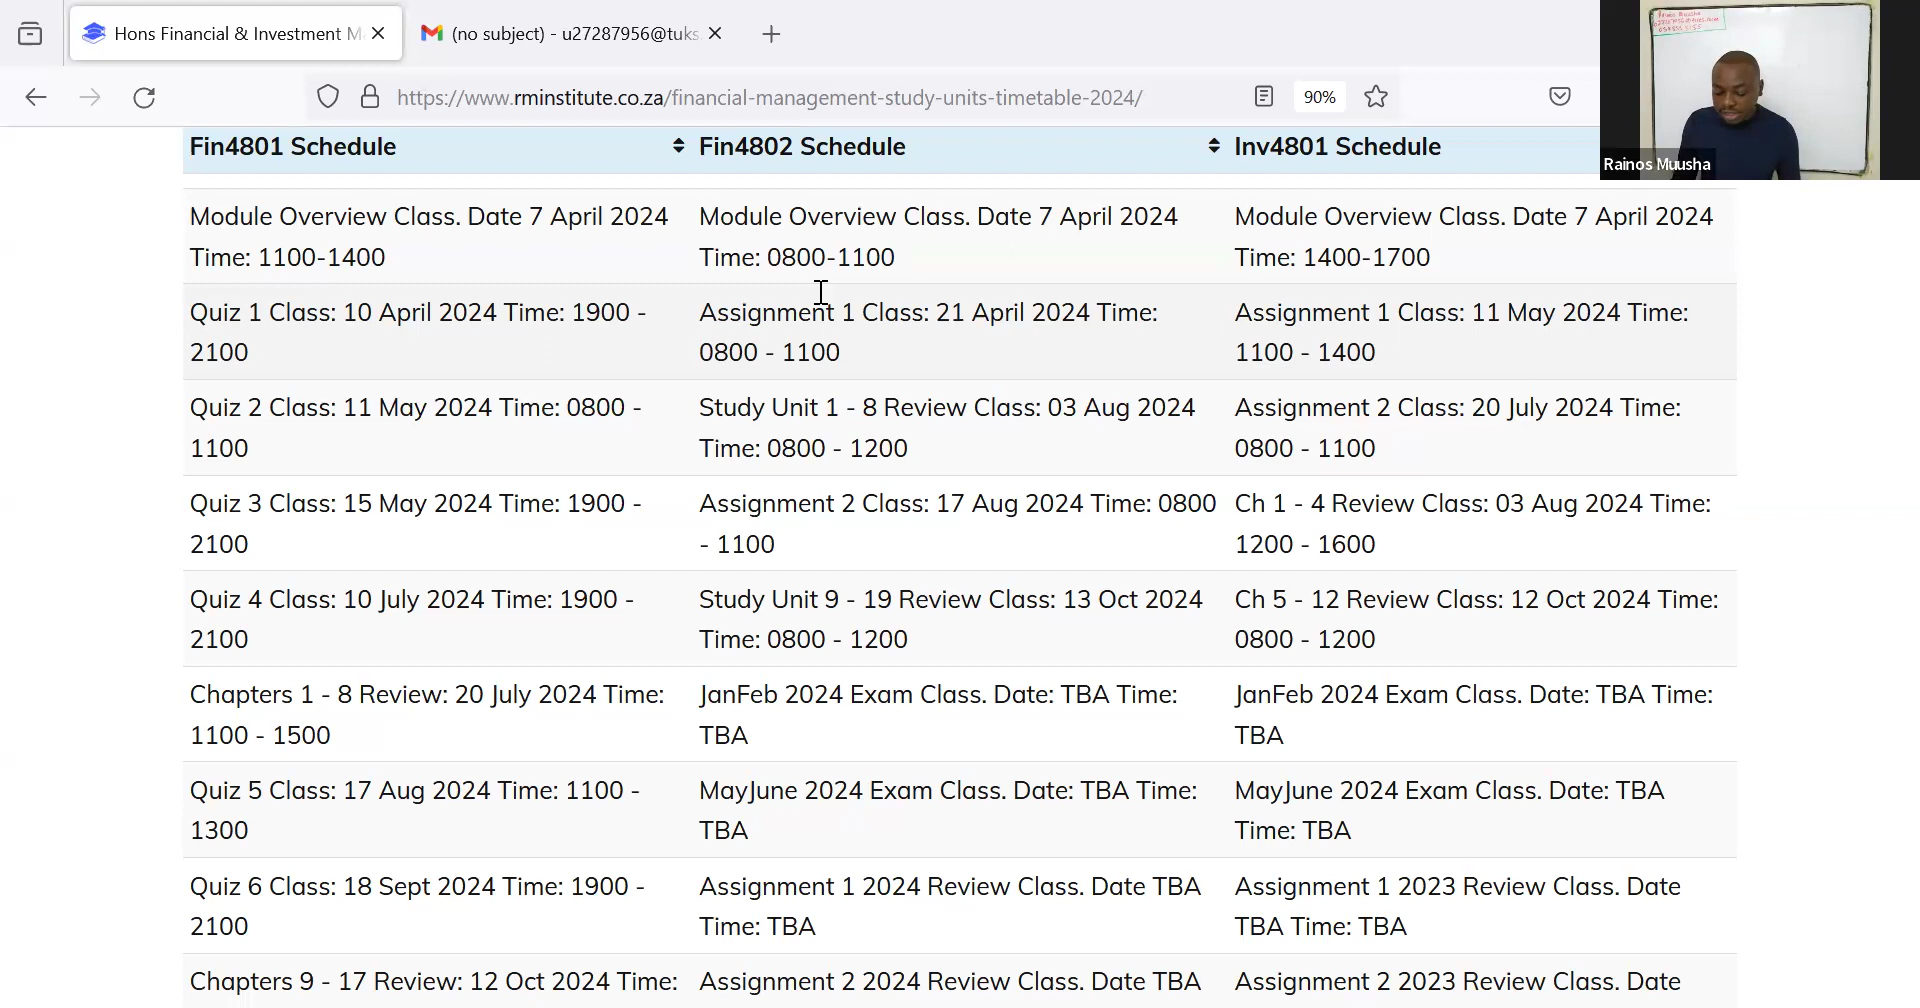 Hons Financial & Investment M
(no subject) - u27287956@tuks
https://www.rminstitute.co.za/financial-management-study-units-timetable-2024/
90%
Rainos Muusha
Fin4801 Schedule
Fin4802 Schedule
Inv4801 Schedule
Module Overview Class. Date 7 April 2024
Time: 1100-1400
Module Overview Class. Date 7 April 2024
Time: 0800-1100
Module Overview Class. Date 7 April 2024
Time: 1400-1700
Quiz 1 Class: 10 April 2024 Time: 1900 -
2100
Assignment 1 Class: 21 April 2024 Time:
0800 - 1100
Assignment 1 Class: 11 May 2024 Time:
1100 - 1400
Quiz 2 Class: 11 May 2024 Time: 0800 -
1100
Study Unit 1 - 8 Review Class: 03 Aug 2024
Time: 0800 - 1200
Assignment 2 Class: 20 July 2024 Time:
0800 - 1100
Quiz 3 Class: 15 May 2024 Time: 1900 -
2100
Assignment 2 Class: 17 Aug 2024 Time: 0800
- 1100
Ch 1 - 4 Review Class: 03 Aug 2024 Time:
1200 - 1600
Quiz 4 Class: 10 July 2024 Time: 1900 -
2100
Study Unit 9 - 19 Review Class: 13 Oct 2024
Time: 0800 - 1200
Ch 5 - 12 Review Class: 12 Oct 2024 Time:
0800 - 1200
Chapters 1 - 8 Review: 20 July 2024 Time:
1100 - 1500
JanFeb 2024 Exam Class. Date: TBA Time:
TBA
JanFeb 2024 Exam Class. Date: TBA Time:
TBA
Quiz 5 Class: 17 Aug 2024 Time: 1100 -
1300
MayJune 2024 Exam Class. Date: TBA Time:
TBA
MayJune 2024 Exam Class. Date: TBA
Time: TBA
Quiz 6 Class: 18 Sept 2024 Time: 1900 -
2100
Assignment 1 2024 Review Class. Date TBA
Time: TBA
Assignment 1 2023 Review Class. Date
TBA Time: TBA
Chapters 9 - 17 Review: 12 Oct 2024 Time:
Assignment 2 2024 Review Class. Date TBA
Assignment 2 2023 Review Class. Date